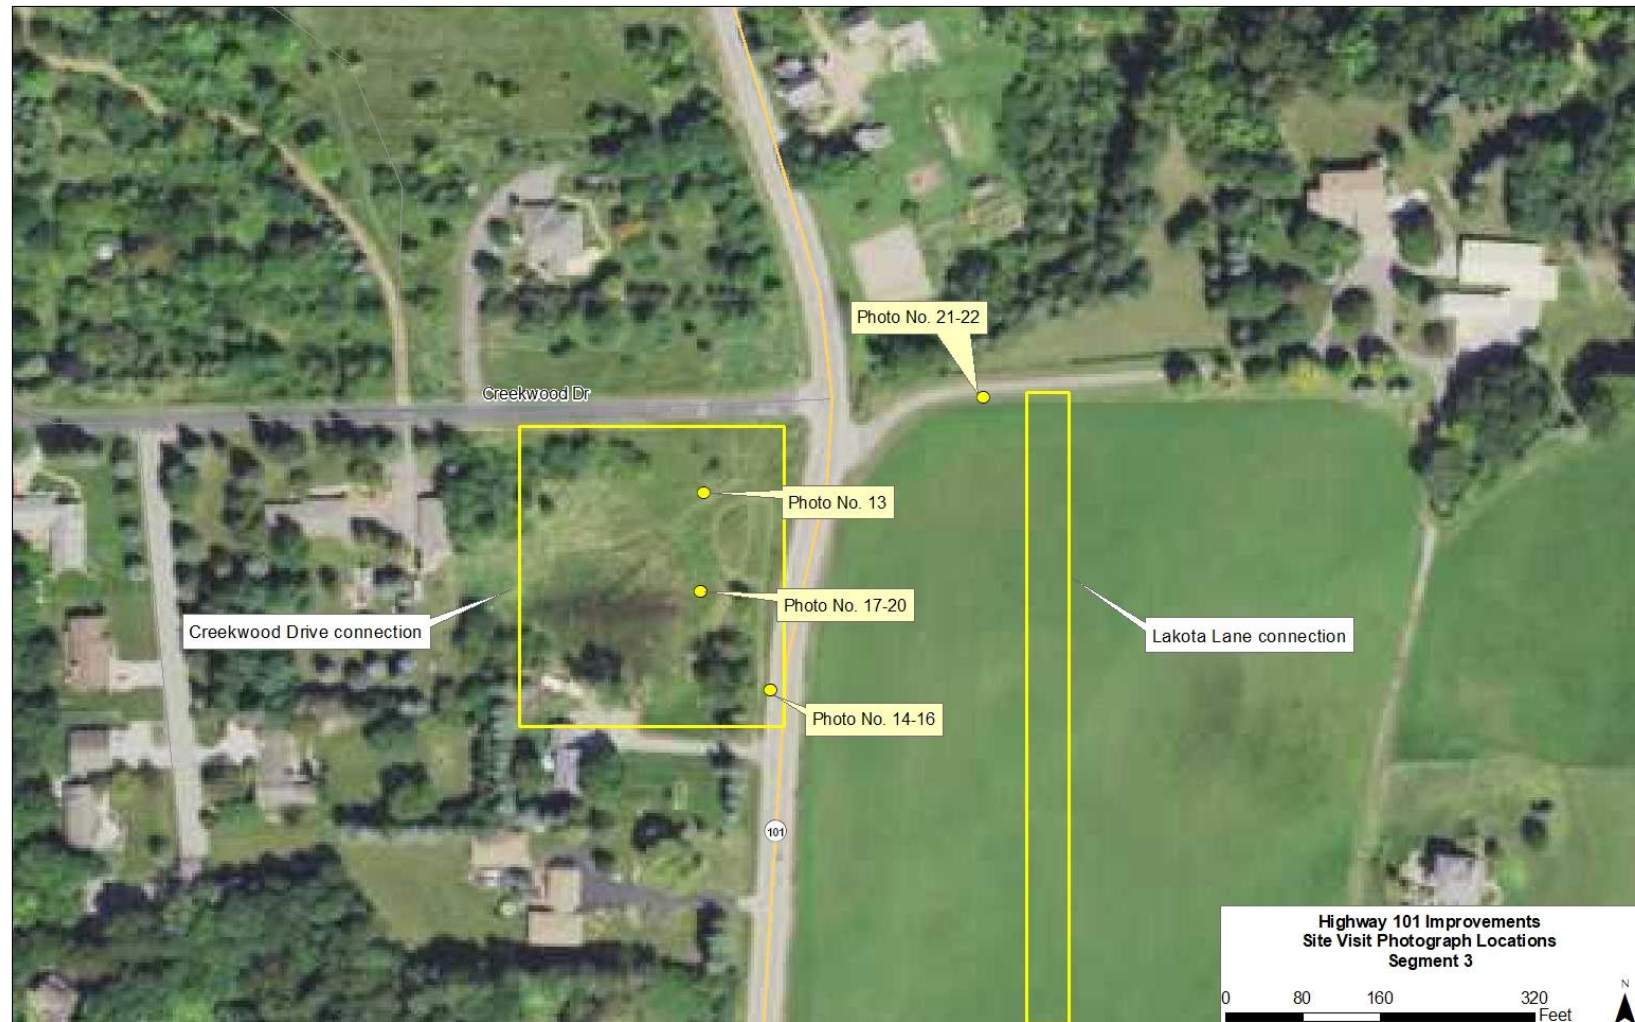 Photo No. 21-22
Creekwood Dr
Photo No. 13
Photo No. 17-20
Creekwood Drive connection
Lakota Lane connection
Photo No. 14-16
101
Highway 101 Improvements
Site Visit Photograph Locations
Segment 3
N
0 80 160 320
Feet